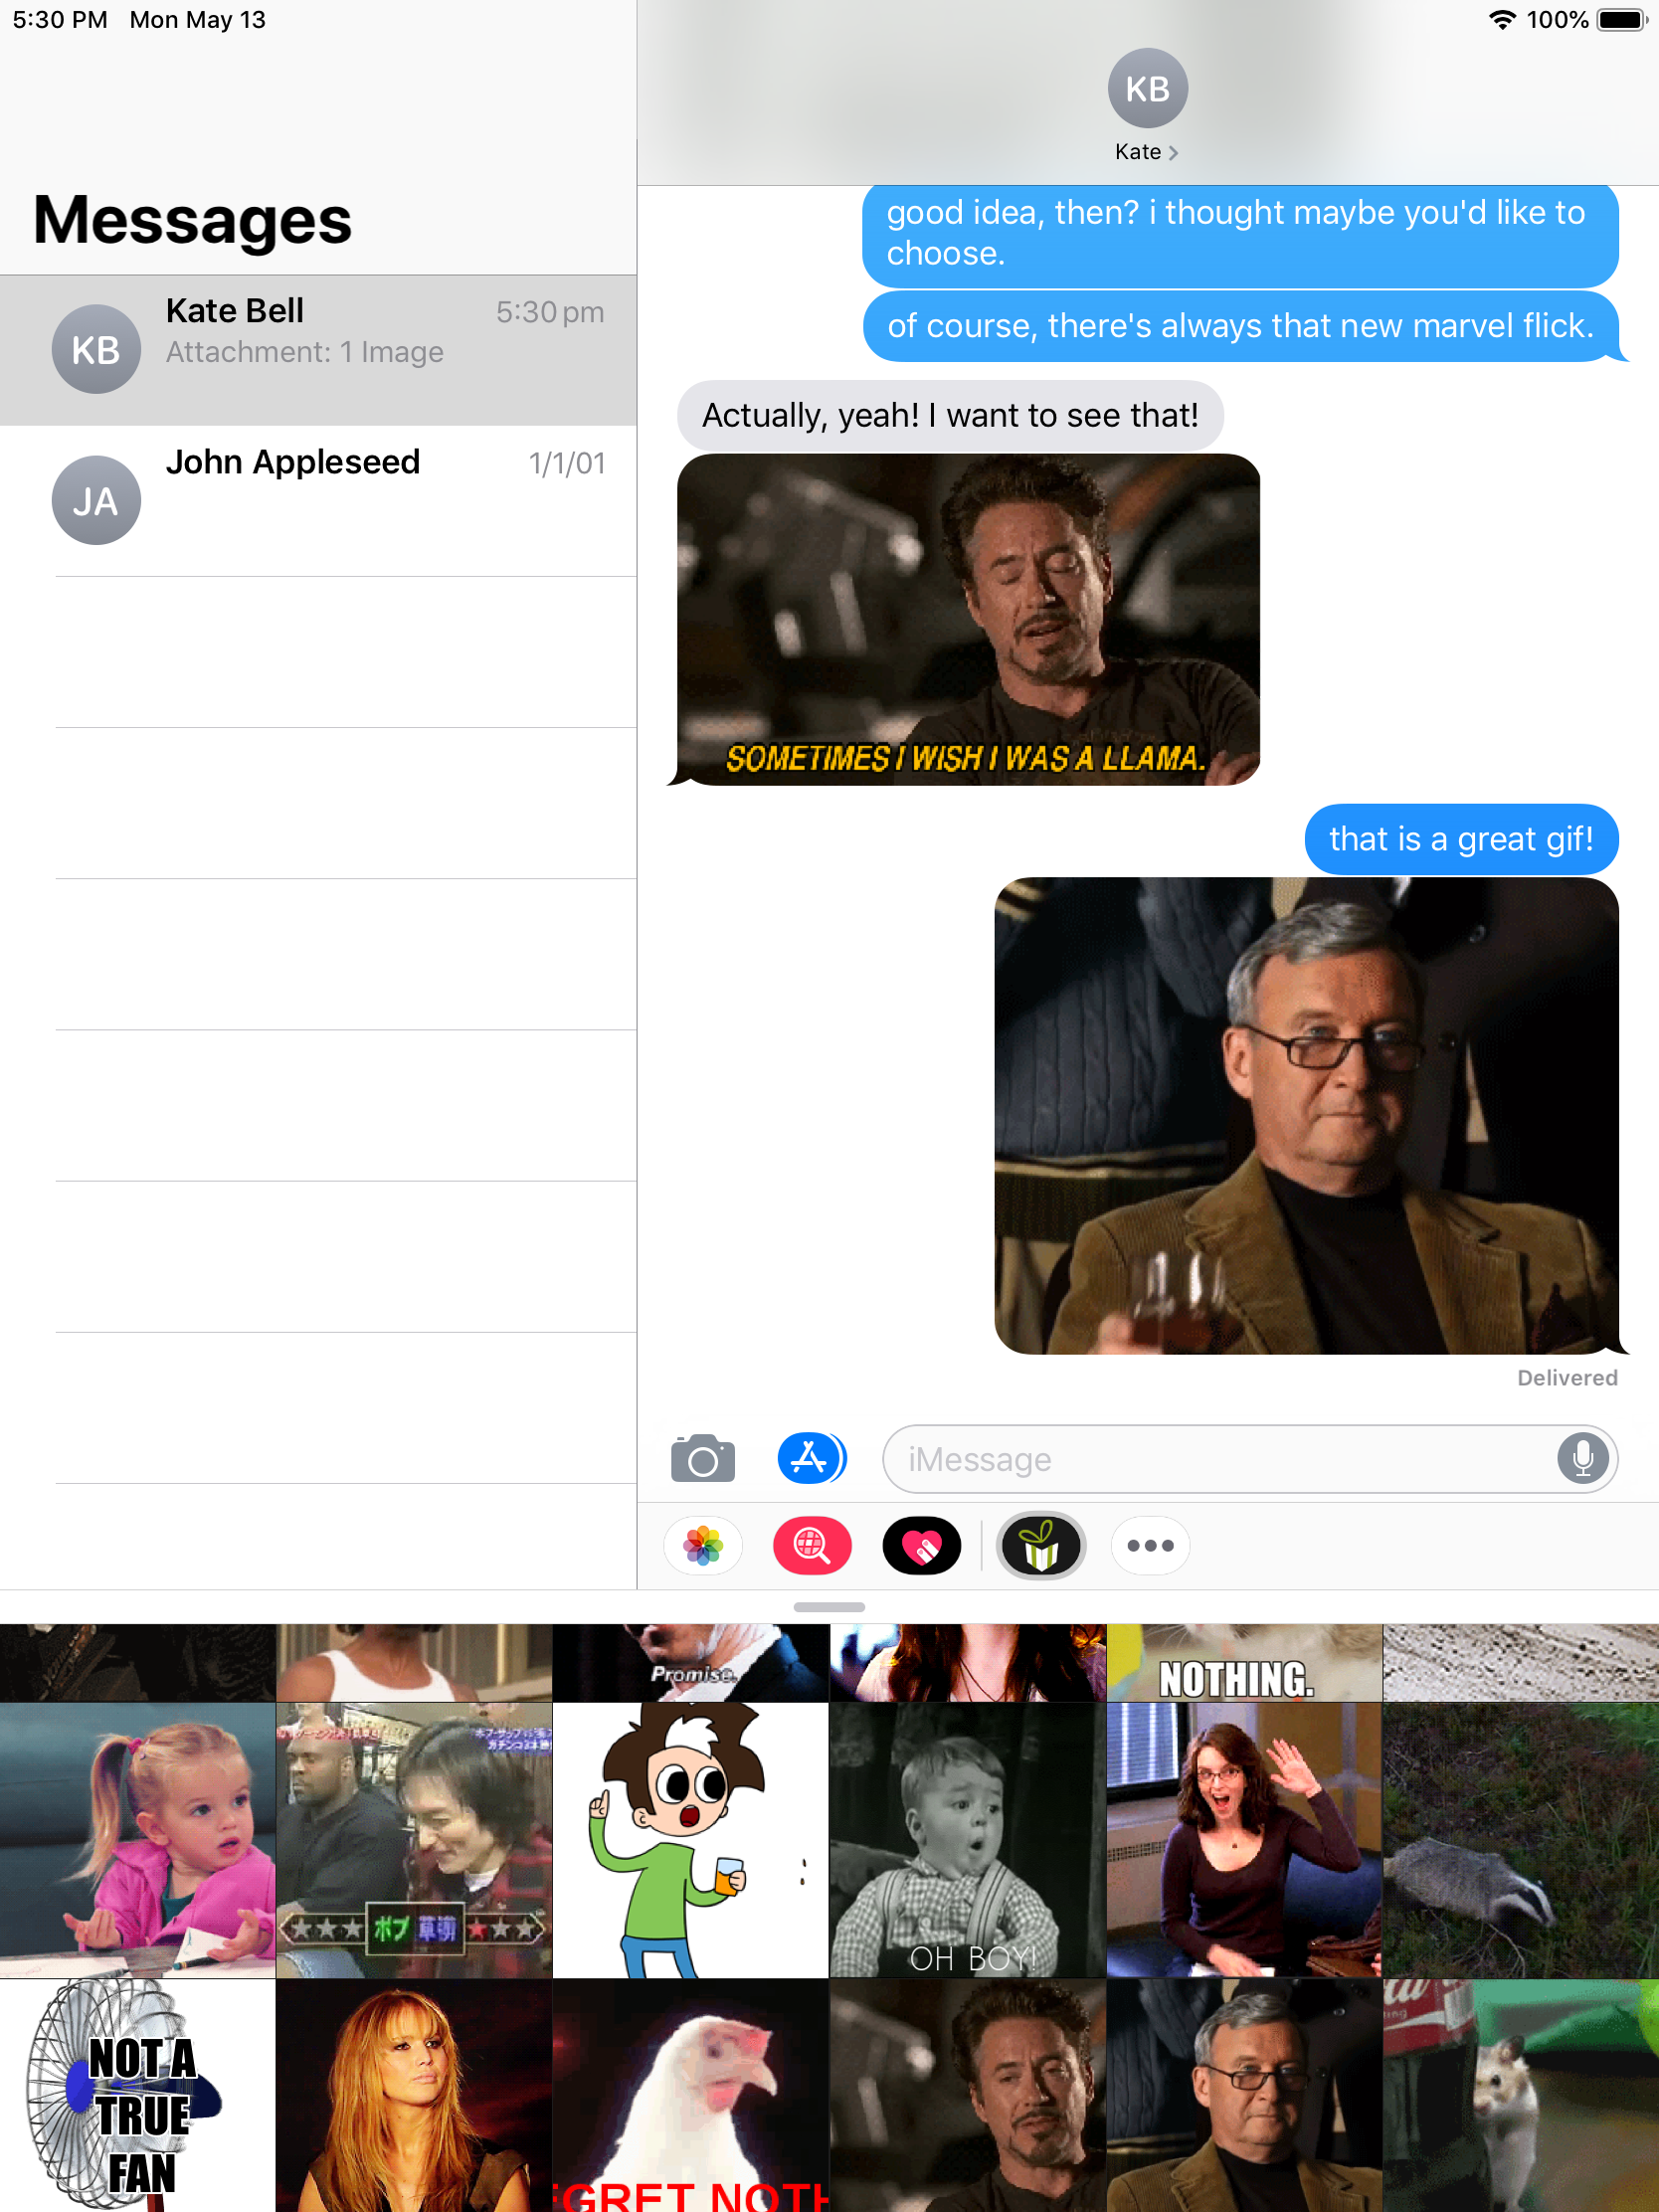 5:30 PM Mon May 13
100%
KB
Kate
Messages
Kate Bell 5:30 pm
KB
Attachment: 1 Image
John Appleseed 1/1/01
JA
good idea, then? i thought maybe you'd like to
choose.
of course, there's always that new marvel flick.
Actually, yeah! I want to see that!
SOMETIMES I WISH I WAS A LLAMA.
that is a great gif!
Delivered
iMessage
Promise.
NOTHING.
OH BOY!
NOT A
TRUE
FAN
EGRET NOTH